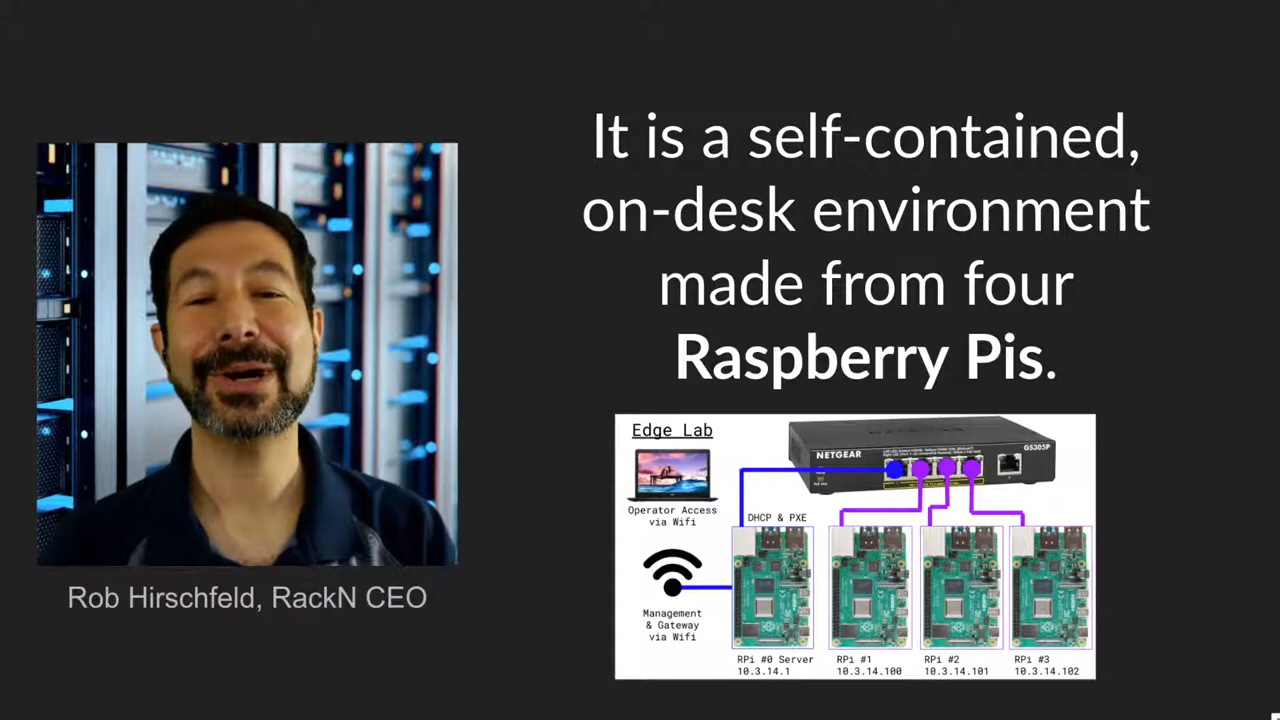 It is a self-contained,
on-desk environment
made from four
Raspberry Pis.
Rob Hirschfeld, RackN CEO
Edge Lab
NETGEAR
GS305P
Operator Access
via Wifi
DHCP & PXE
Management
& Gateway
via Wifi
RPi #0 Server
10.3.14.1
RPi #1
10.3.14.100
RPi #2
10.3.14.101
RPi #3
10.3.14.102